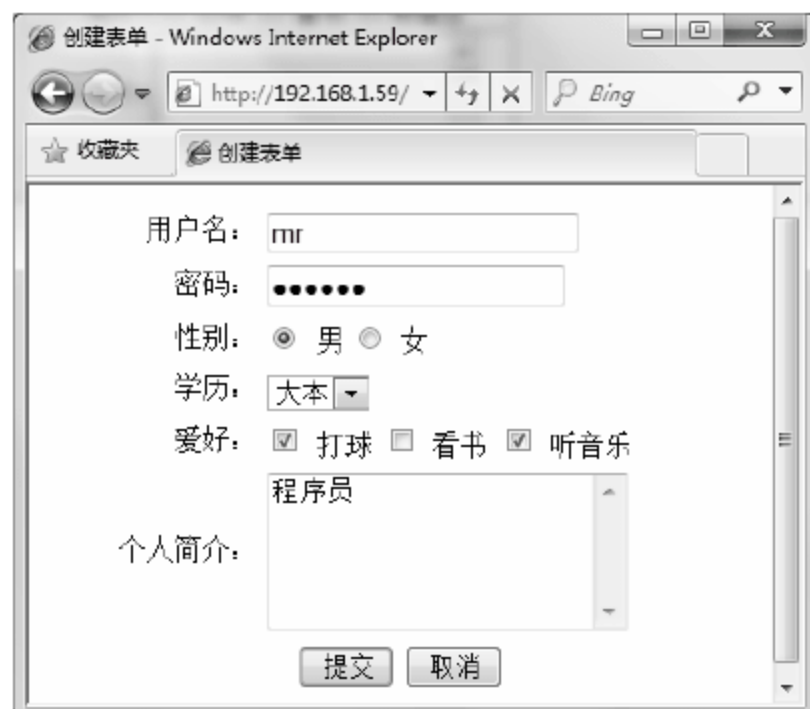 创建表单 - Windows Internet Explorer
http://192.168.1.59/
Bing
收藏夹
创建表单
用户名：
mr
密码：
●●●●●●
性别：
男
女
学历：
大本
爱好：
打球
看书
听音乐
个人简介：
程序员
提交
取消